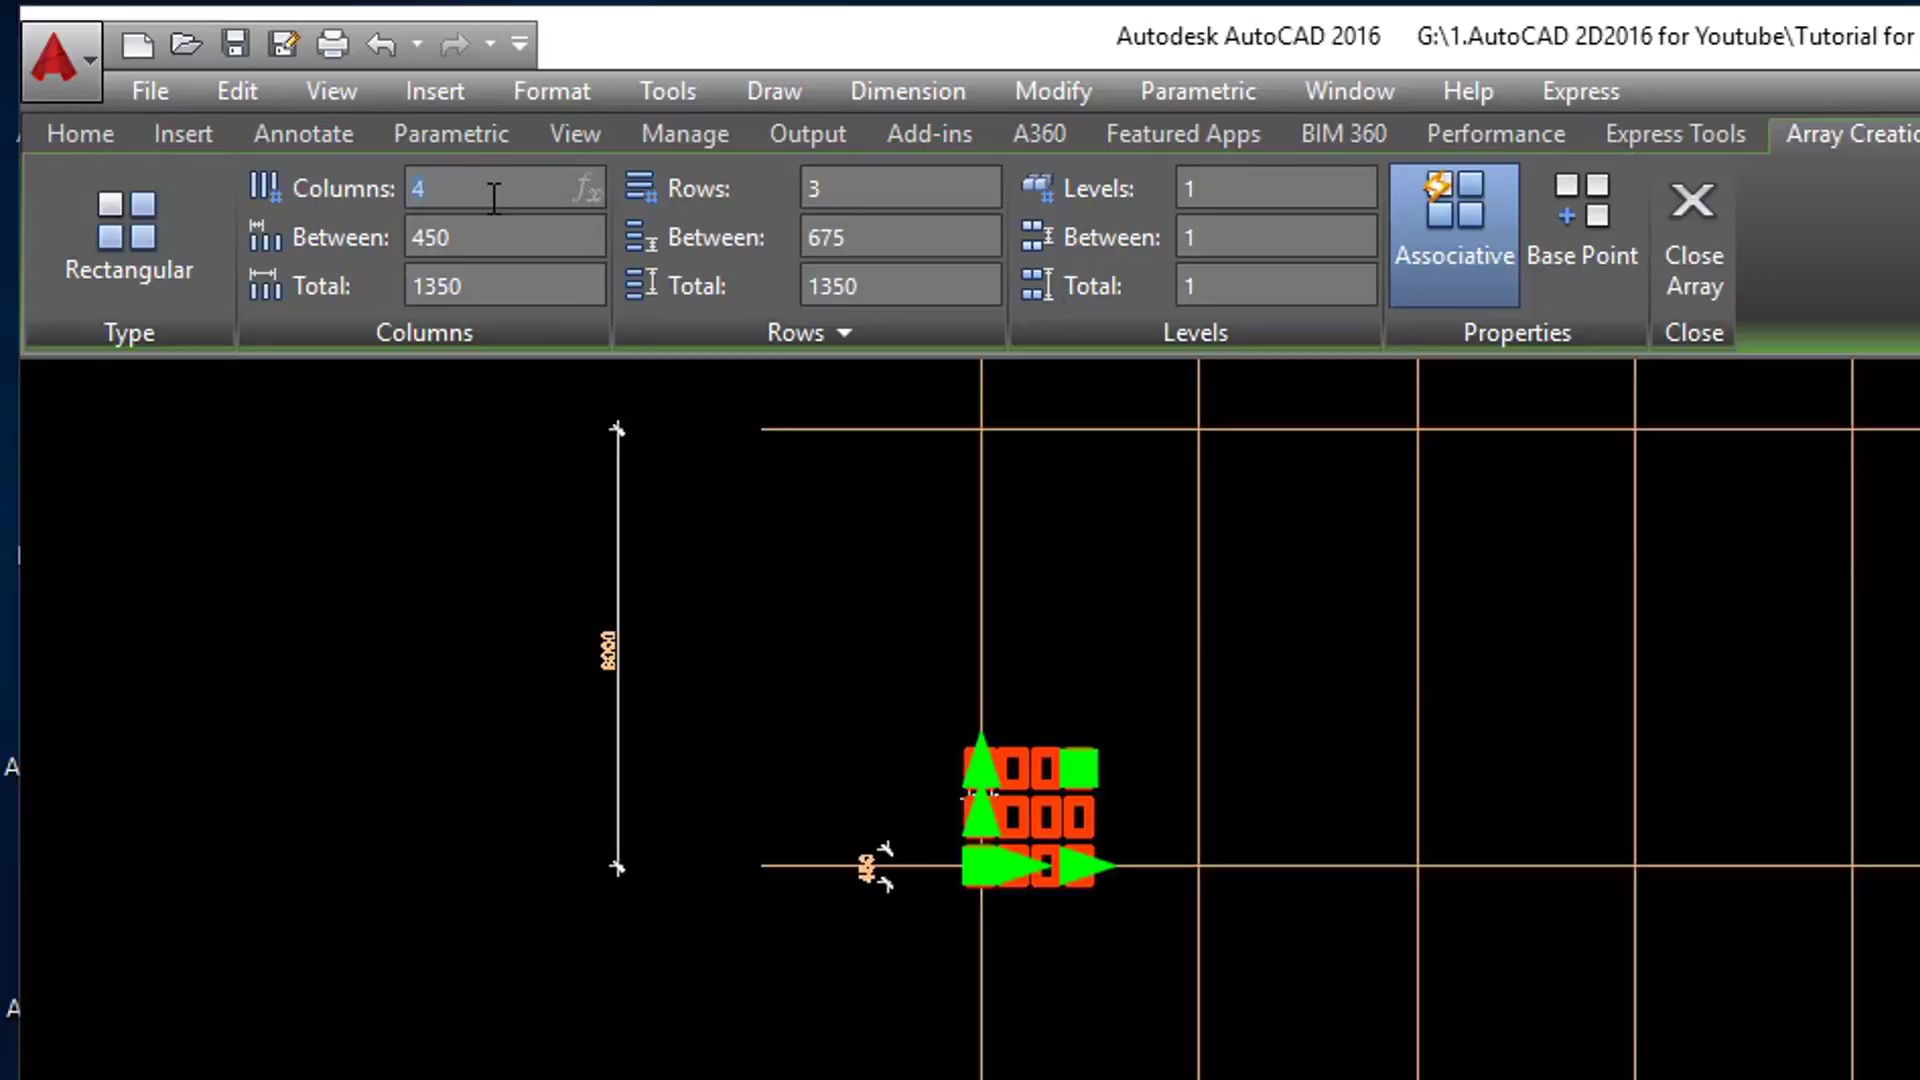 Autodesk AutoCAD 2016 G:\1.AutoCAD 2D2016 for Youtube\Tutorial for
File Edit View Insert Format Tools Draw Dimension Modify Parametric Window Help Express
Home Insert Annotate Parametric View Manage Output Add-ins A360 Featured Apps BIM 360 Performance Express Tools Array Creatio
Columns: 4 fx Rows: 3 Levels: 1
Between: 450 Between: 675 Between: 1
Rectangular Associative Base Point Close Array
Total: 1350 Total: 1350 Total: 1
Type Columns Rows Levels Properties Close
A
A